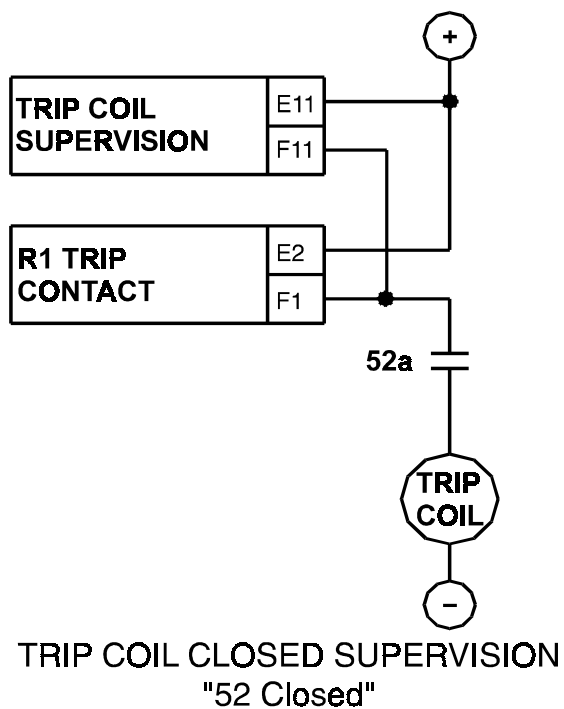 +
TRIP COIL
SUPERVISION
E11
F11
R1 TRIP
CONTACT
E2
F1
52a
TRIP
COIL
−
TRIP COIL CLOSED SUPERVISION
"52 Closed"